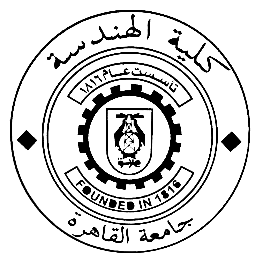 كلية الهندسة
تأسست عام ١٨١٦
FOUNDED IN 1816
جامعة القاهرة